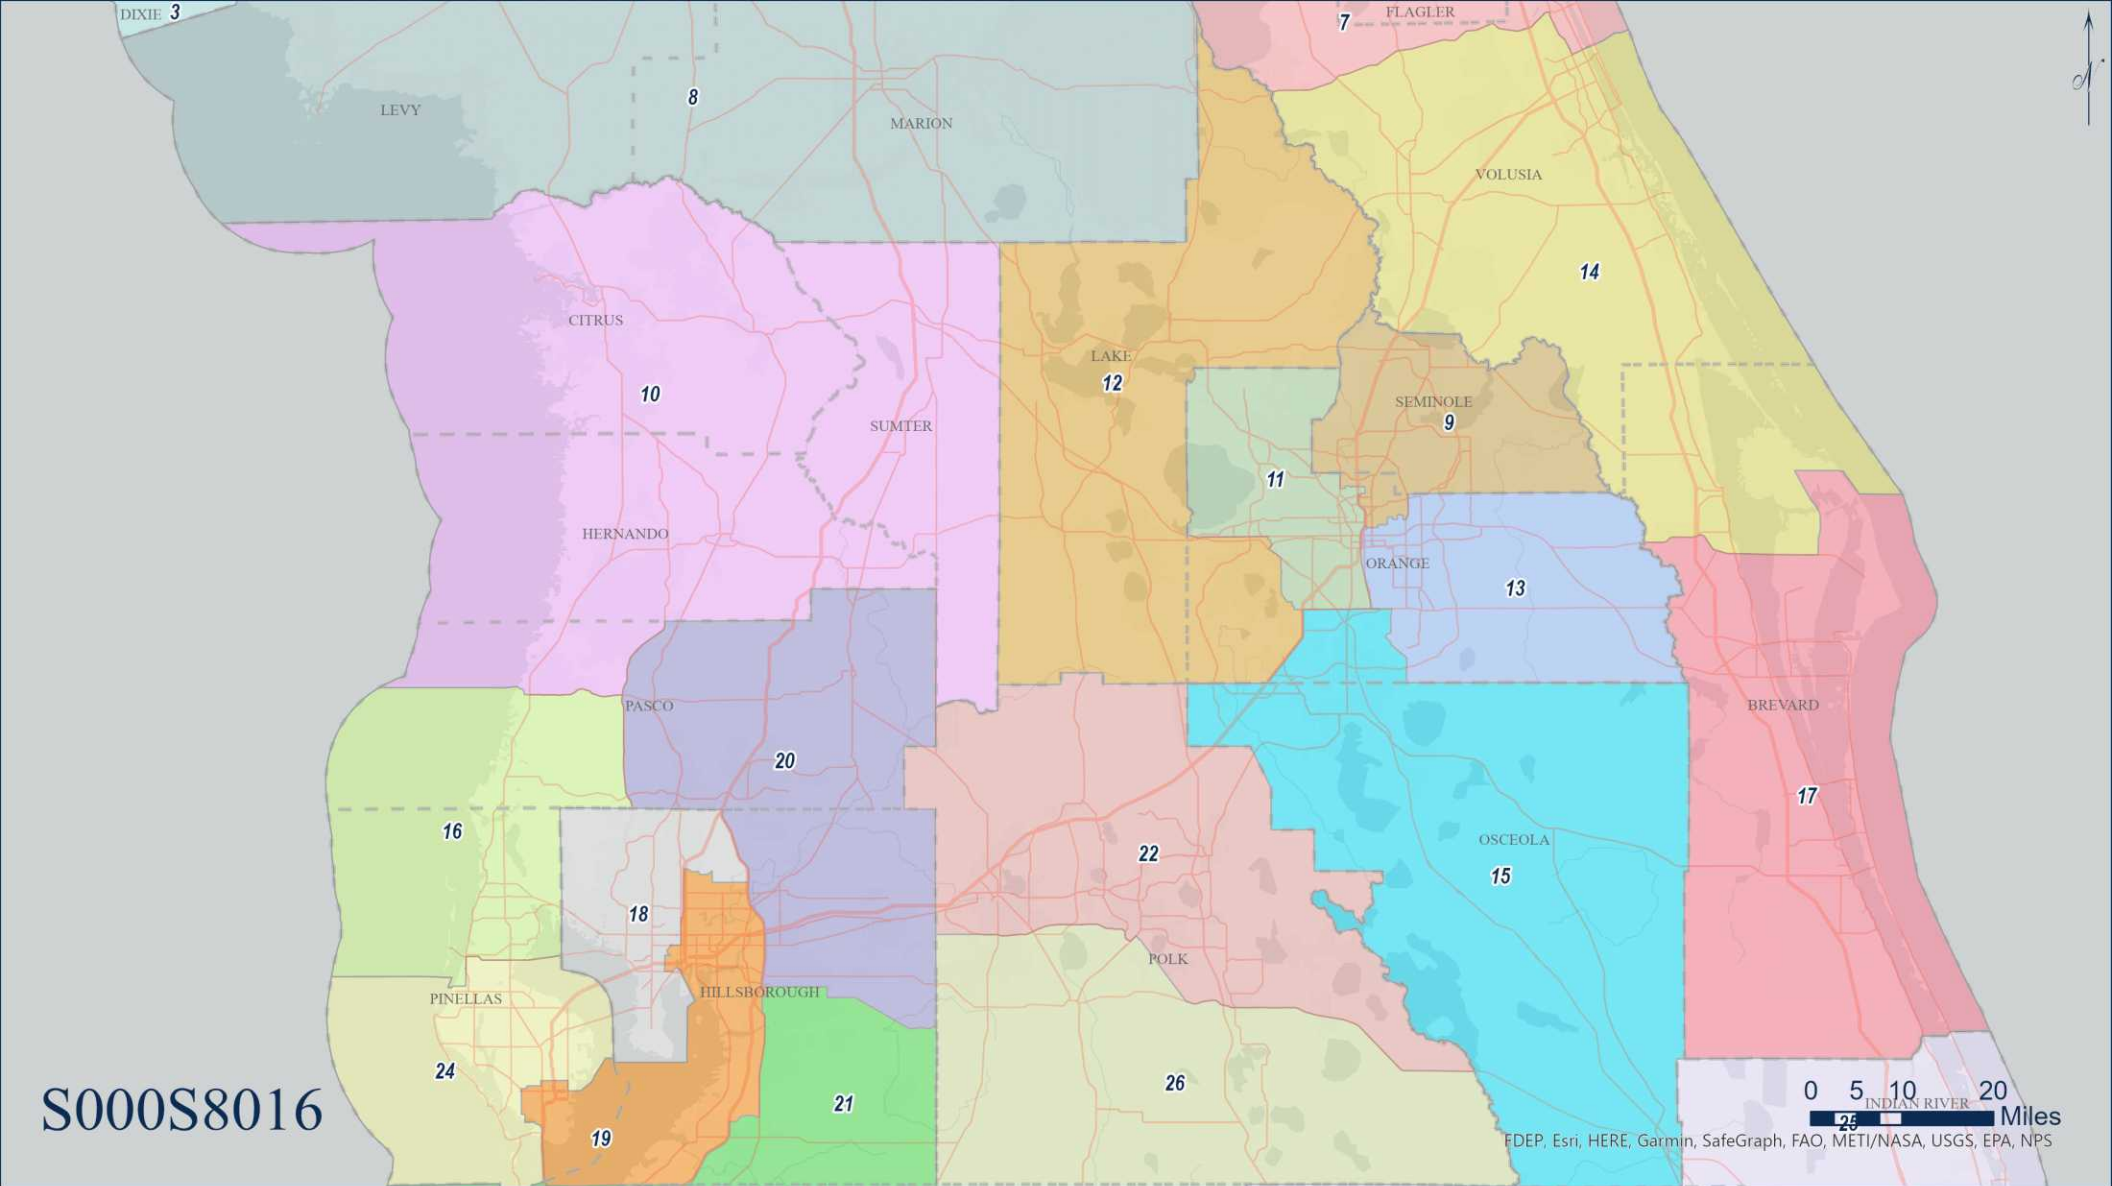 DIXIE 3
7
FLAGLER
8
LEVY
MARION
VOLUSIA
14
CITRUS
10
LAKE
12
SUMTER
SEMINOLE
9
11
HERNANDO
ORANGE
13
PASCO
BREVARD
20
17
16
22
OSCEOLA
15
18
POLK
HILLSBOROUGH
PINELLAS
24
26
21
19
S000S8016
0 5 10 20
INDIAN RIVER
Miles
25
FDEP, Esri, HERE, Garmin, SafeGraph, FAO, METI/NASA, USGS, EPA, NPS
N